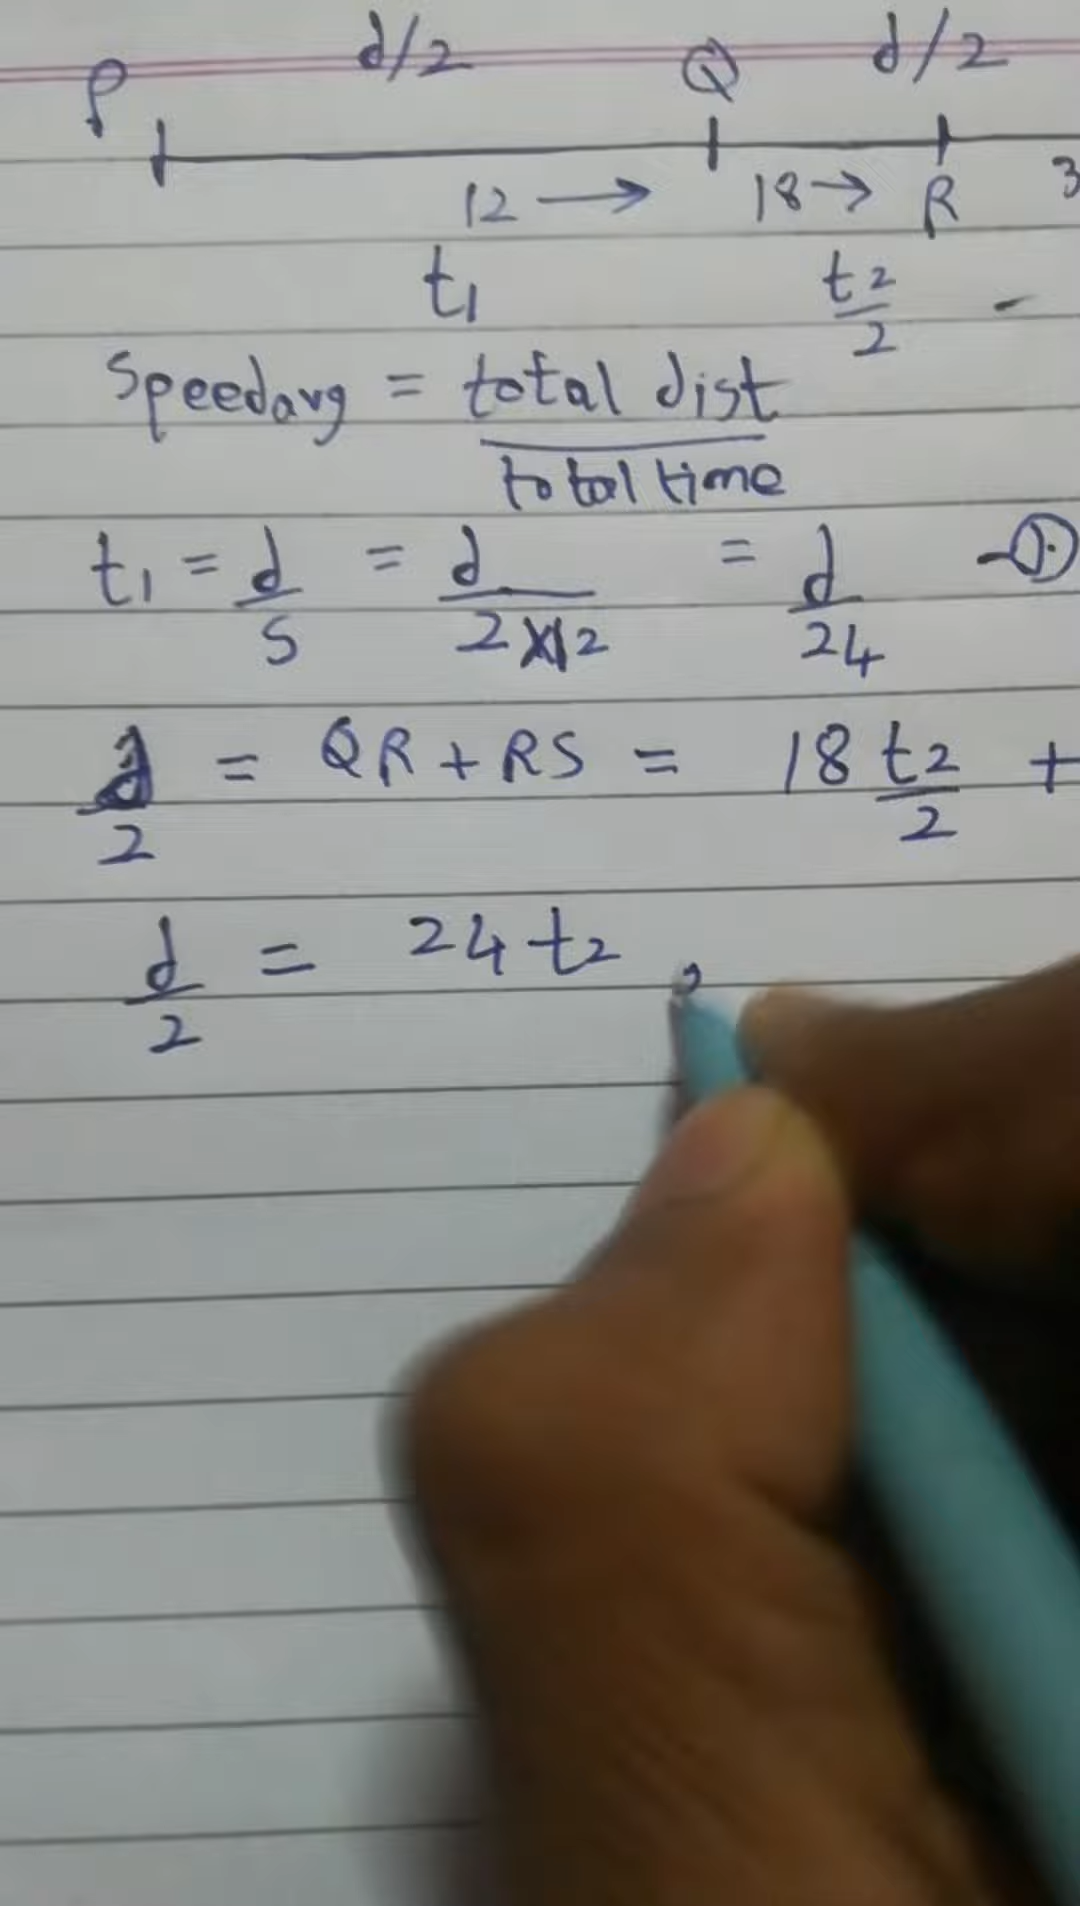 d/2 d/2
P Q
12 → 18 → R 3
t1 t2/2 -
Speedavg = total dist
total time
t1 = d/S = d/2×12 = d/24 -①
d/2 = QR + RS = 18 t2/2 +
d/2 = 24 t2 ,